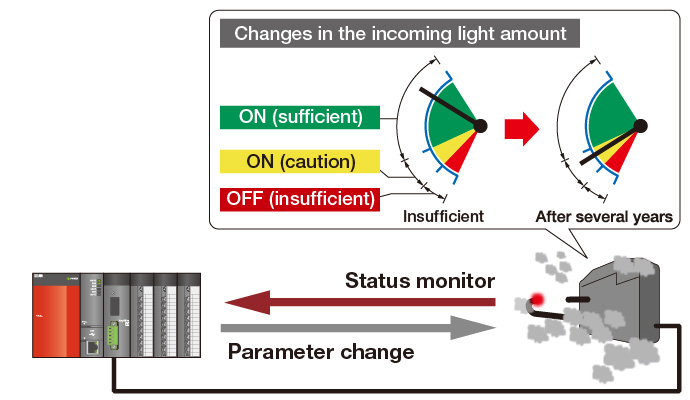 Changes in the incoming light amount
ON (sufficient)
ON (caution)
OFF (insufficient)
Insufficient
After several years
Status monitor
Parameter change